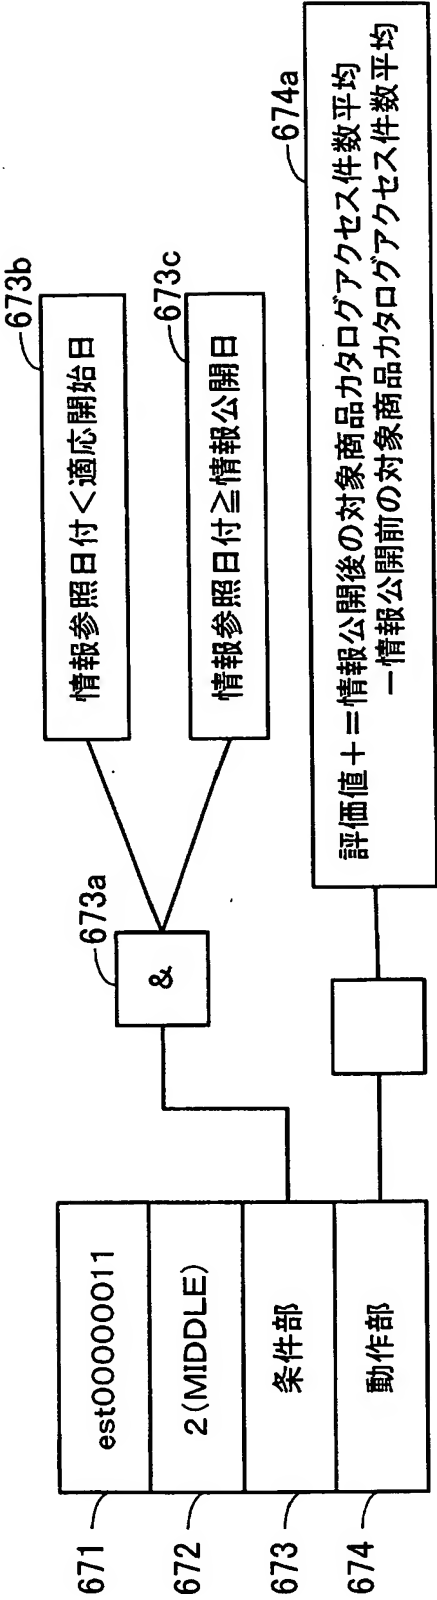 671
est00000011
672
2(MIDDLE)
673
条件部
674
動作部
673a
&
673b
情報参照日付<適応開始日
673c
情報参照日付≧情報公開日
674a
評価値+=情報公開後の対象商品カタログアクセス件数平均
-情報公開前の対象商品カタログアクセス件数平均